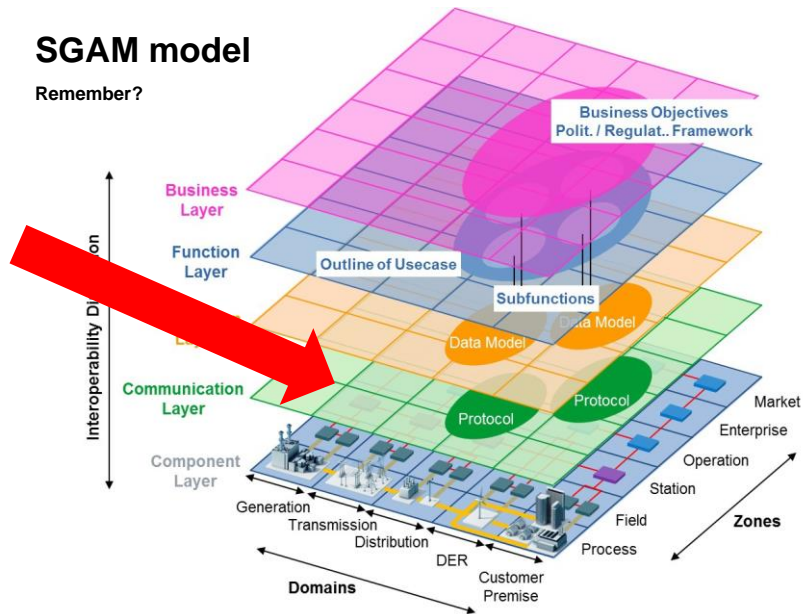 SGAM model
Remember?
Business Objectives
Polit. / Regulat.. Framework
Business
Layer
Function
Layer
Outline of Usecase
Subfunctions
Data Model
Data Model
Communication
Layer
Protocol
Protocol
Component
Layer
Market
Enterprise
Operation
Station
Field
Process
Zones
Generation
Transmission
Distribution
DER
Customer
Premise
Domains
Interoperability